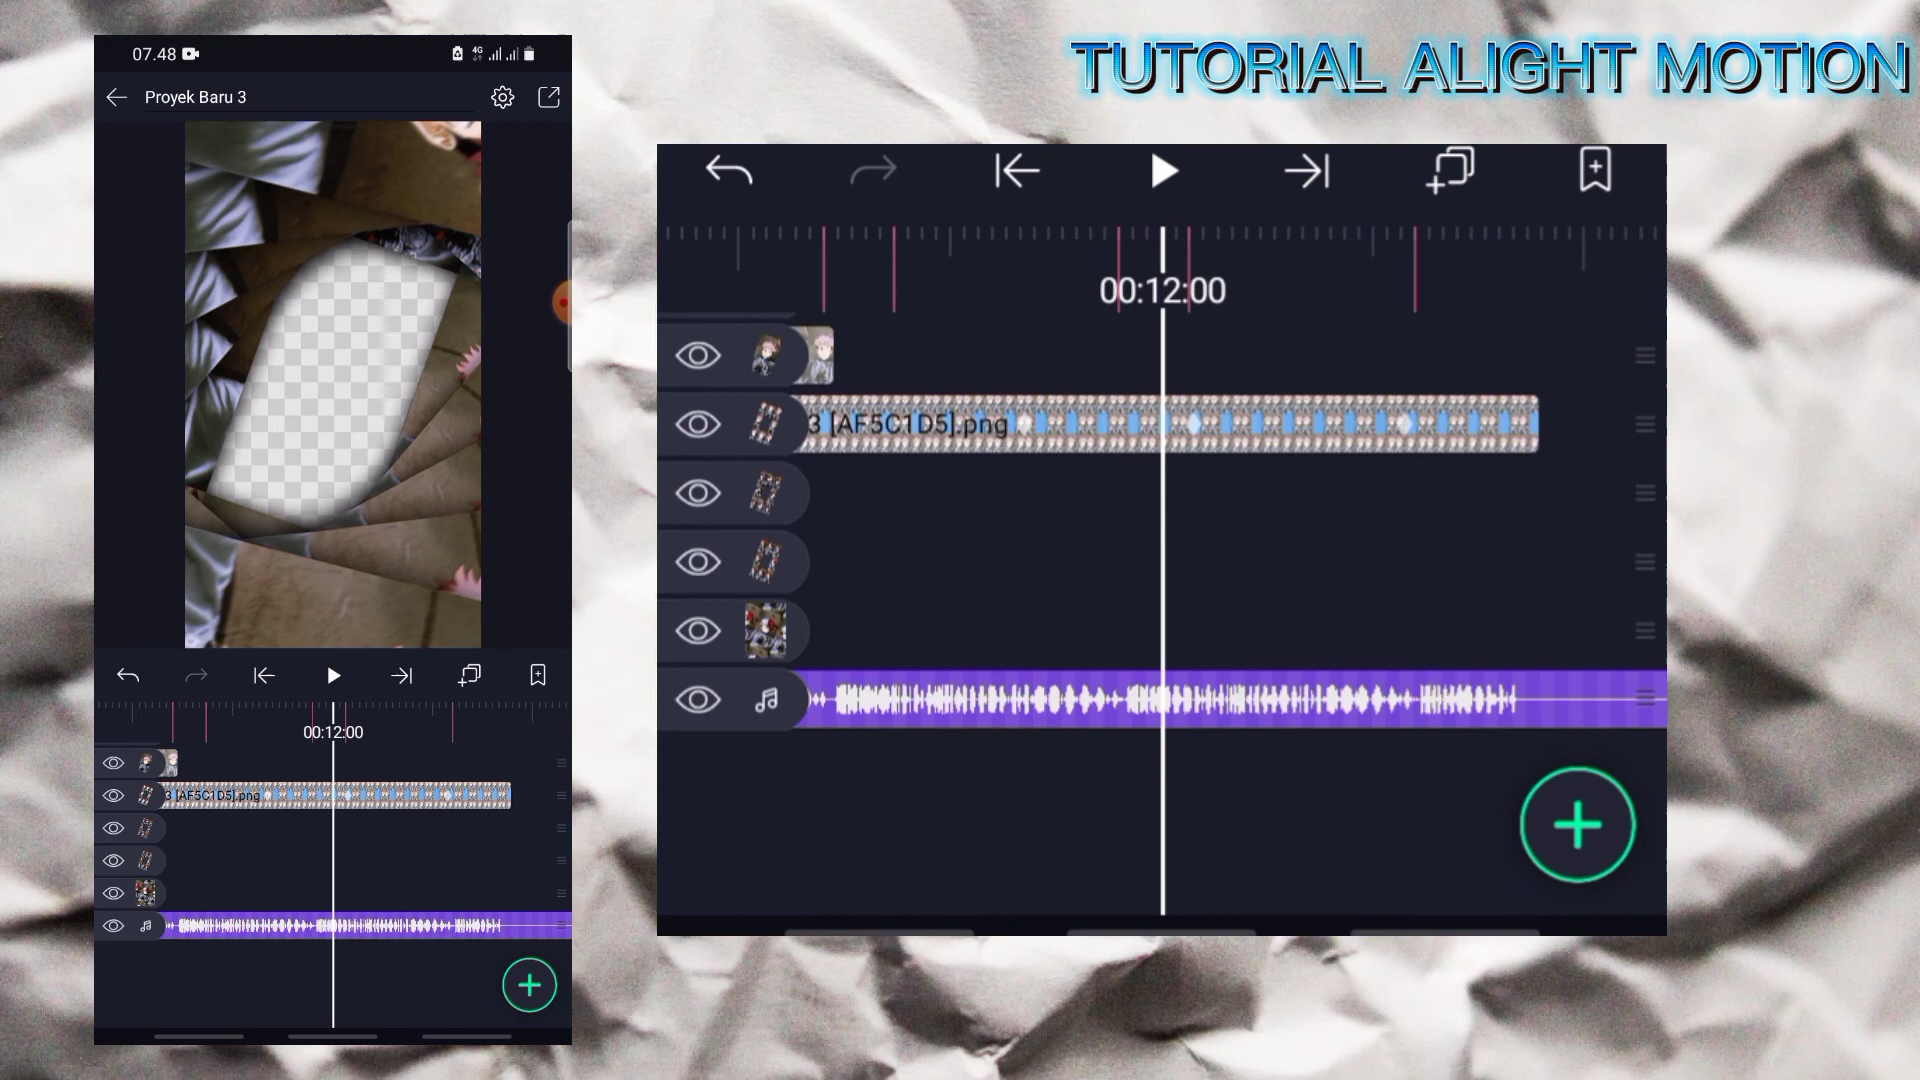 TUTORIAL ALIGHT MOTION
07.48
4G
Proyek Baru 3
00:12:00
3 [AF5C1D5].png
00:12:00
3 [AF5C1D5].png